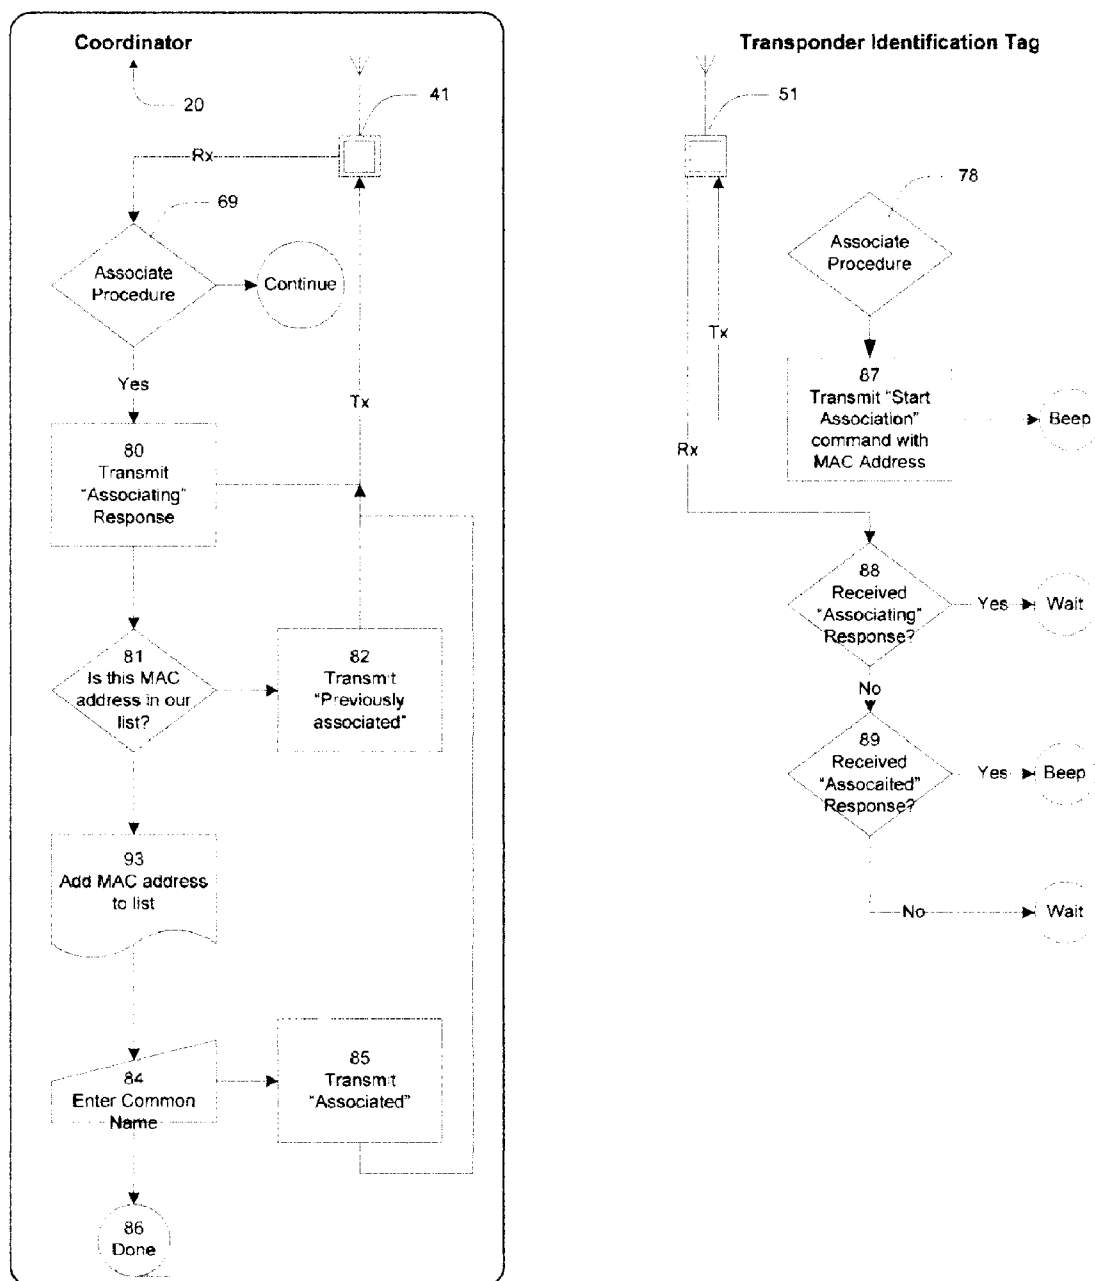 Coordinator
20
41
Rx
69
Associate
Procedure
Continue
Yes
Tx
80
Transmit
“Associating”
Response
81
Is this MAC
address in our
list?
82
Transmit
“Previously
associated”
93
Add MAC address
to list
84
Enter Common
Name
85
Transmit
“Associated”
86
Done
Transponder Identification Tag
51
78
Associate
Procedure
Tx
Rx
87
Transmit “Start
Association”
command with
MAC Address
Beep
88
Received
“Associating”
Response?
Yes
Wait
No
89
Received
“Assocaited”
Response?
Yes
Beep
No
Wait